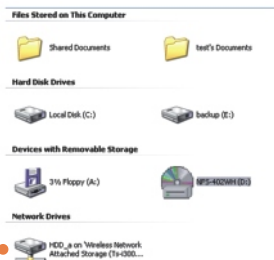 Files Stored on This Computer
Shared Documents test's Documents
Hard Disk Drives
Local Disk (C:) backup (E:)
Devices with Removable Storage
3½ Floppy (A:) NPS-402WH (D:)
Network Drives
HDD_a on 'Wireless Network
Attached Storage (Ts-i300....